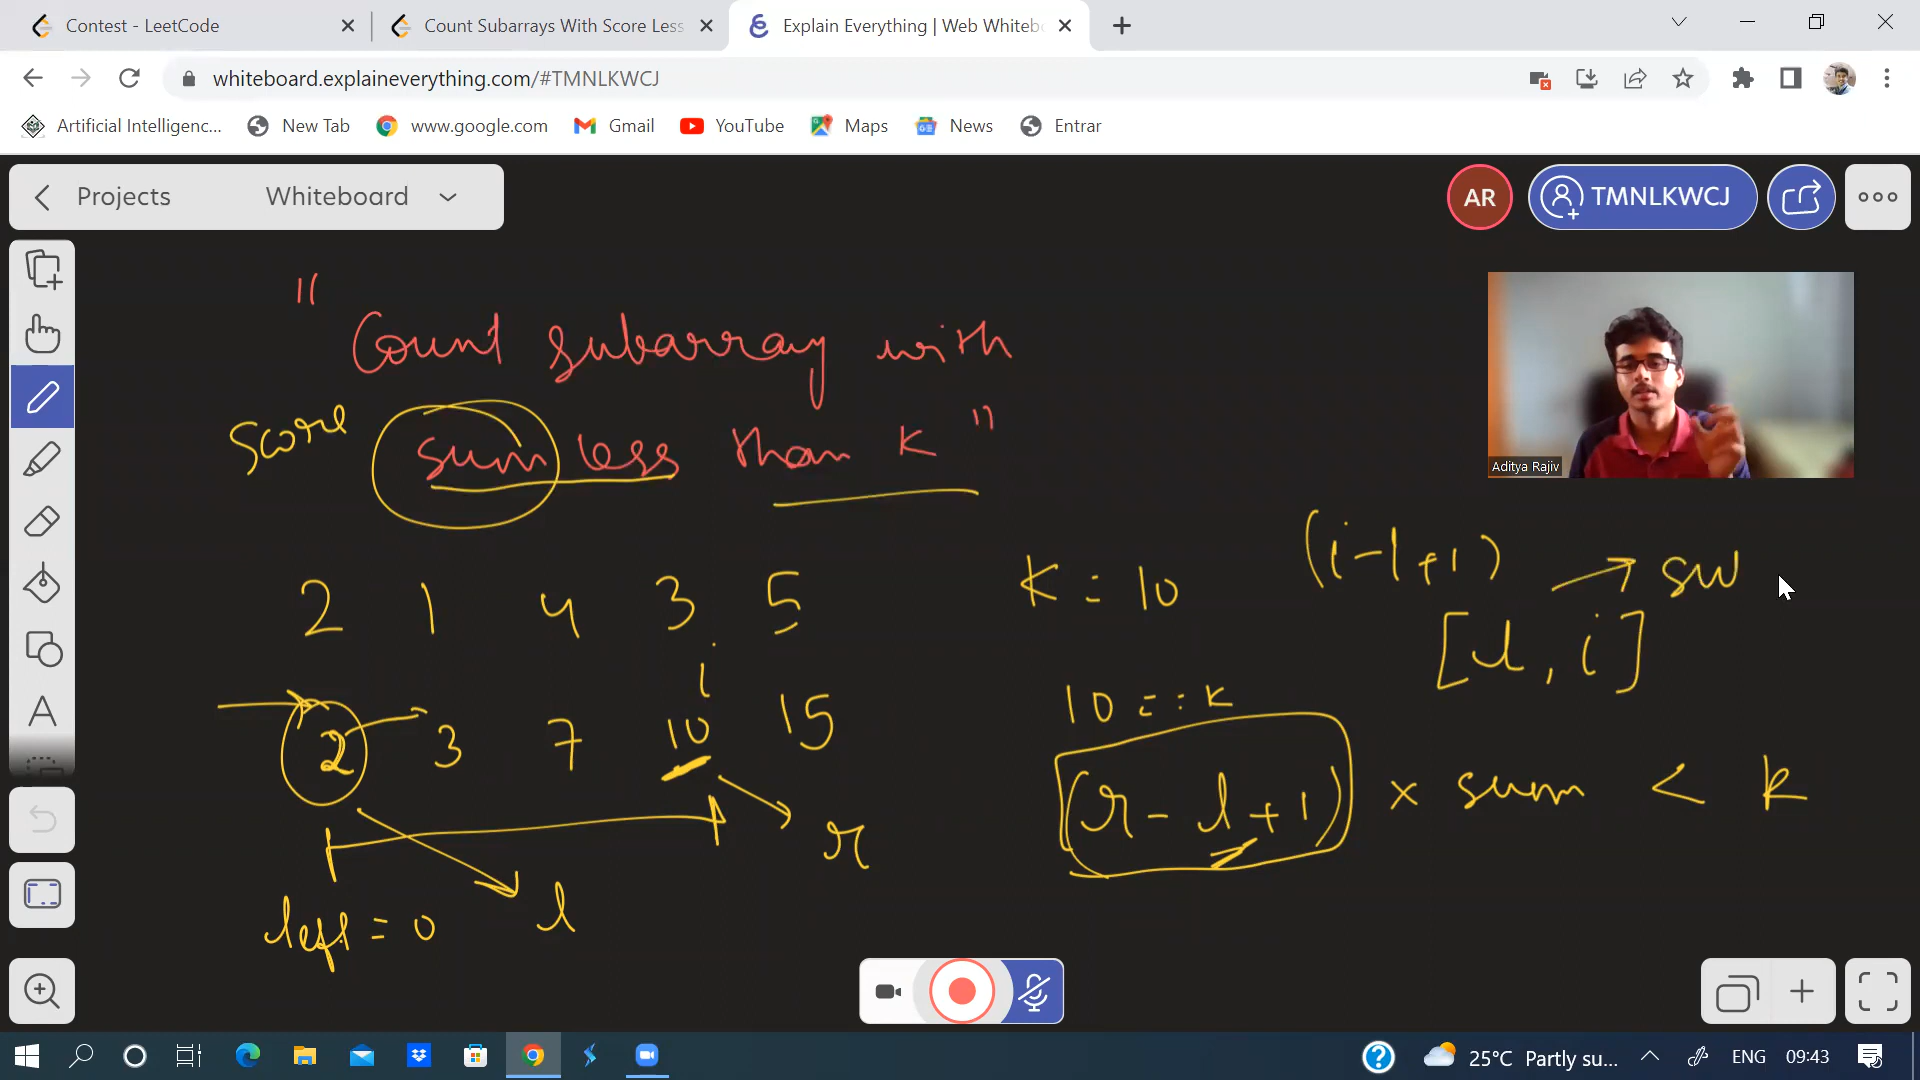 Contest - LeetCode
Count Subarrays With Score Less
Explain Everything | Web Whitebo
whiteboard.explaineverything.com/#TMNLKWCJ
Artificial Intelligenc... New Tab www.google.com Gmail YouTube Maps News Entrar
Projects Whiteboard
AR TMNLKWCJ
" Count subarray with
score sum less than k "
Aditya Rajiv
2 1 4 3 5
K = 10
(i-l+1) → sw
[l, i]
i
2 3 7 10 15
10 == k
(r - l + 1) × sum < k
r
left = 0 l
A
25°C Partly su... ENG 09:43